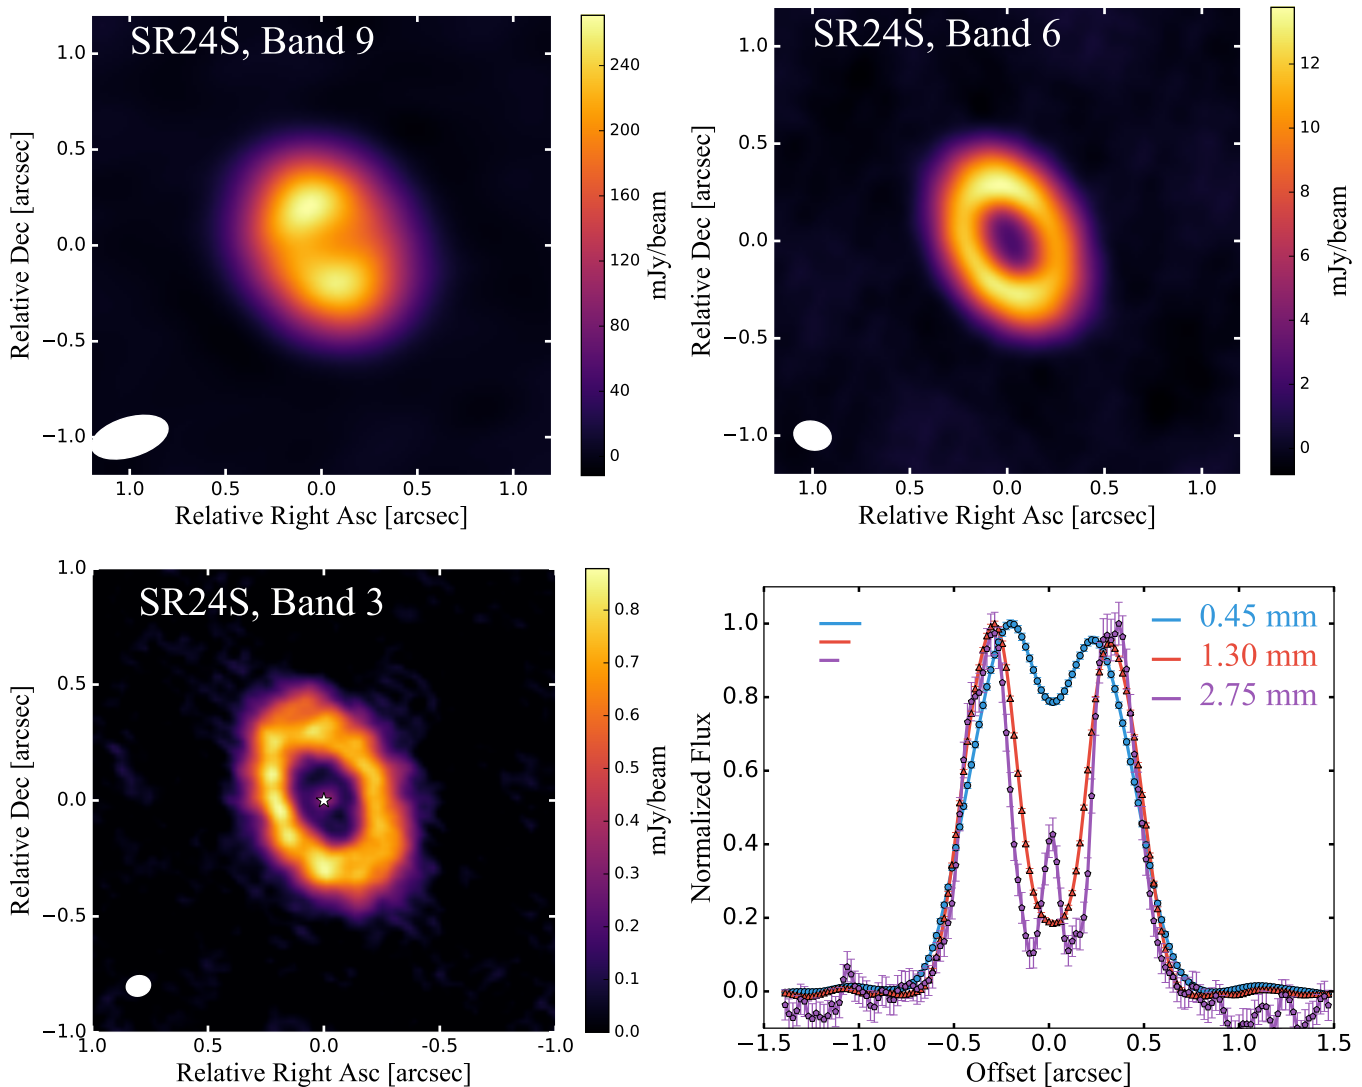 SR24S, Band 9
1.0
0.5
0.0
−0.5
−1.0
Relative Dec [arcsec]
1.0 0.5 0.0 0.5 1.0
Relative Right Asc [arcsec]
240
200
160
120
80
40
0
mJy/beam
SR24S, Band 6
1.0
0.5
0.0
−0.5
−1.0
Relative Dec [arcsec]
1.0 0.5 0.0 0.5 1.0
Relative Right Asc [arcsec]
12
10
8
6
4
2
0
mJy/beam
SR24S, Band 3
1.0
0.5
0.0
−0.5
−1.0
Relative Dec [arcsec]
1.0 0.5 0.0 -0.5 -1.0
Relative Right Asc [arcsec]
0.8
0.7
0.6
0.5
0.4
0.3
0.2
0.1
0.0
mJy/beam
0.45 mm
1.30 mm
2.75 mm
1.0
0.8
0.6
0.4
0.2
0.0
Normalized Flux
−1.5 −1.0 −0.5 0.0 0.5 1.0 1.5
Offset [arcsec]